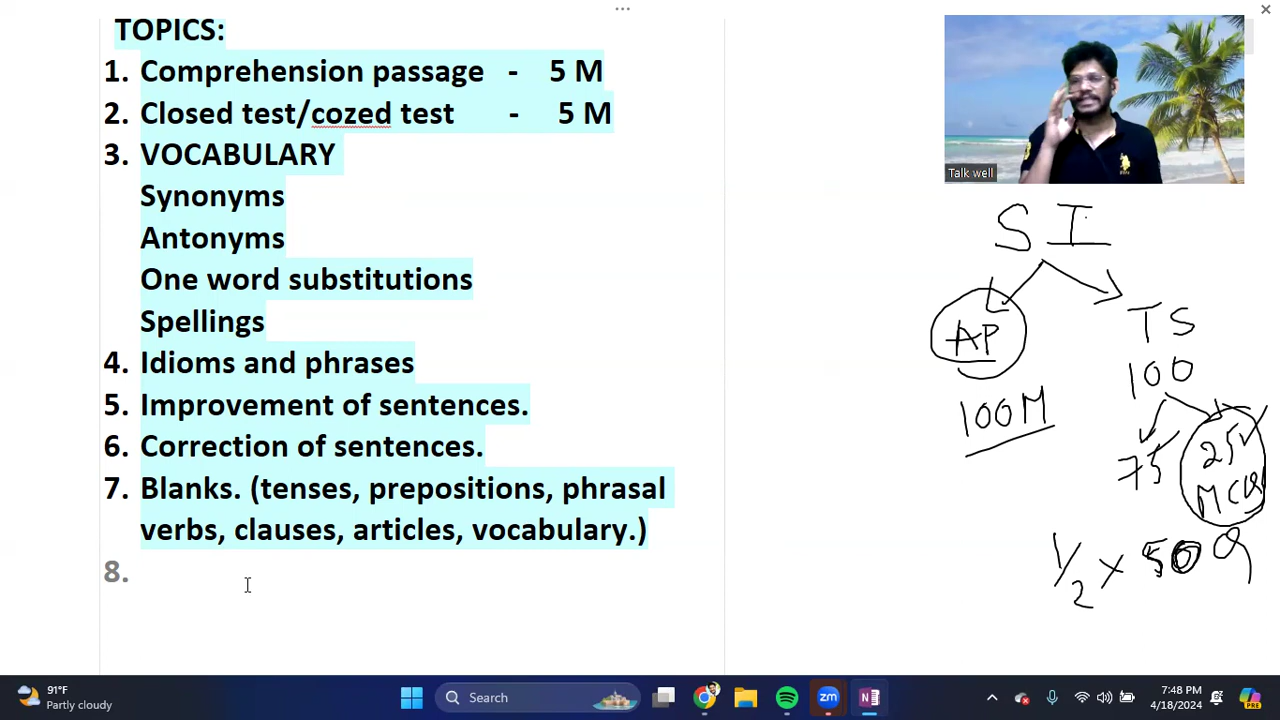 TOPICS:
1. Comprehension passage - 5 M
2. Closed test/cozed test - 5 M
3. VOCABULARY
Synonyms
Antonyms
One word substitutions
Spellings
4. Idioms and phrases
5. Improvement of sentences.
6. Correction of sentences.
7. Blanks. (tenses, prepositions, phrasal
verbs, clauses, articles, vocabulary.)
8.
Talk well
S I
AP
TS
100M
100
75
25
MCQ
1/2 x 50 Q
91°F
Partly cloudy
Search
zm
N
PRE
7:48 PM
4/18/2024